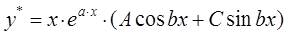 y* = x·e^{a·x}·(A cos bx + C sin bx)